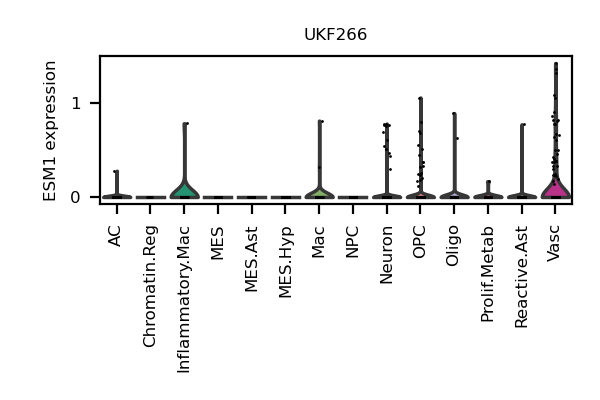 UKF266
ESM1 expression
1
0
AC
Chromatin.Reg
Inflammatory.Mac
MES
MES.Ast
MES.Hyp
Mac
NPC
Neuron
OPC
Oligo
Prolif.Metab
Reactive.Ast
Vasc